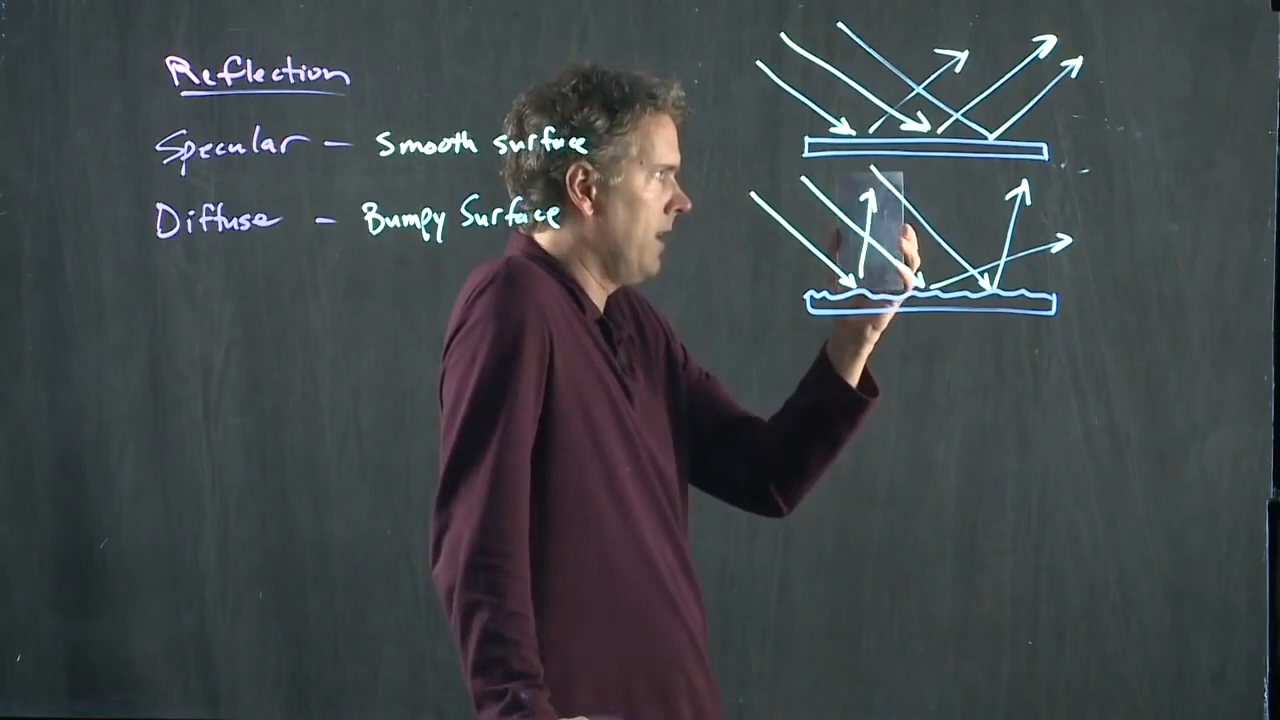 Reflection
Specular - Smooth surface
Diffuse - Bumpy Surface